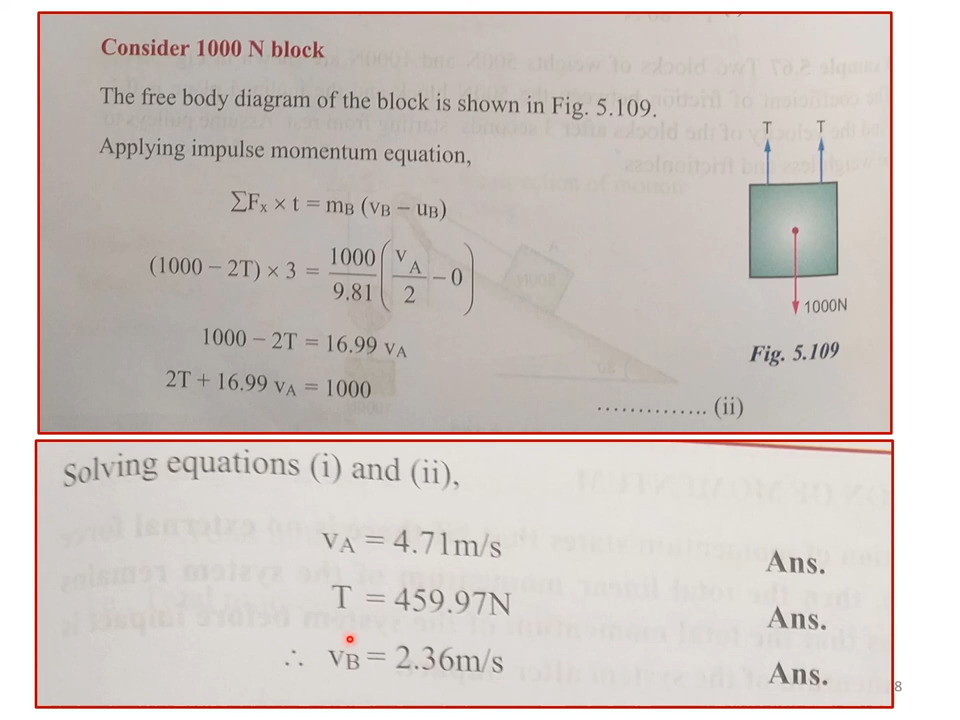 Consider 1000 N block
The free body diagram of the block is shown in Fig. 5.109.
Applying impulse momentum equation,
T T
∑Fx × t = mB (vB – uB)
(1000 – 2T) × 3 = 1000/9.81 (vA/2 – 0)
1000N
1000 – 2T = 16.99 vA
Fig. 5.109
2T + 16.99 vA = 1000
.............. (ii)
Solving equations (i) and (ii),
vA = 4.71m/s Ans.
T = 459.97N Ans.
∴ vB = 2.36m/s Ans.
8